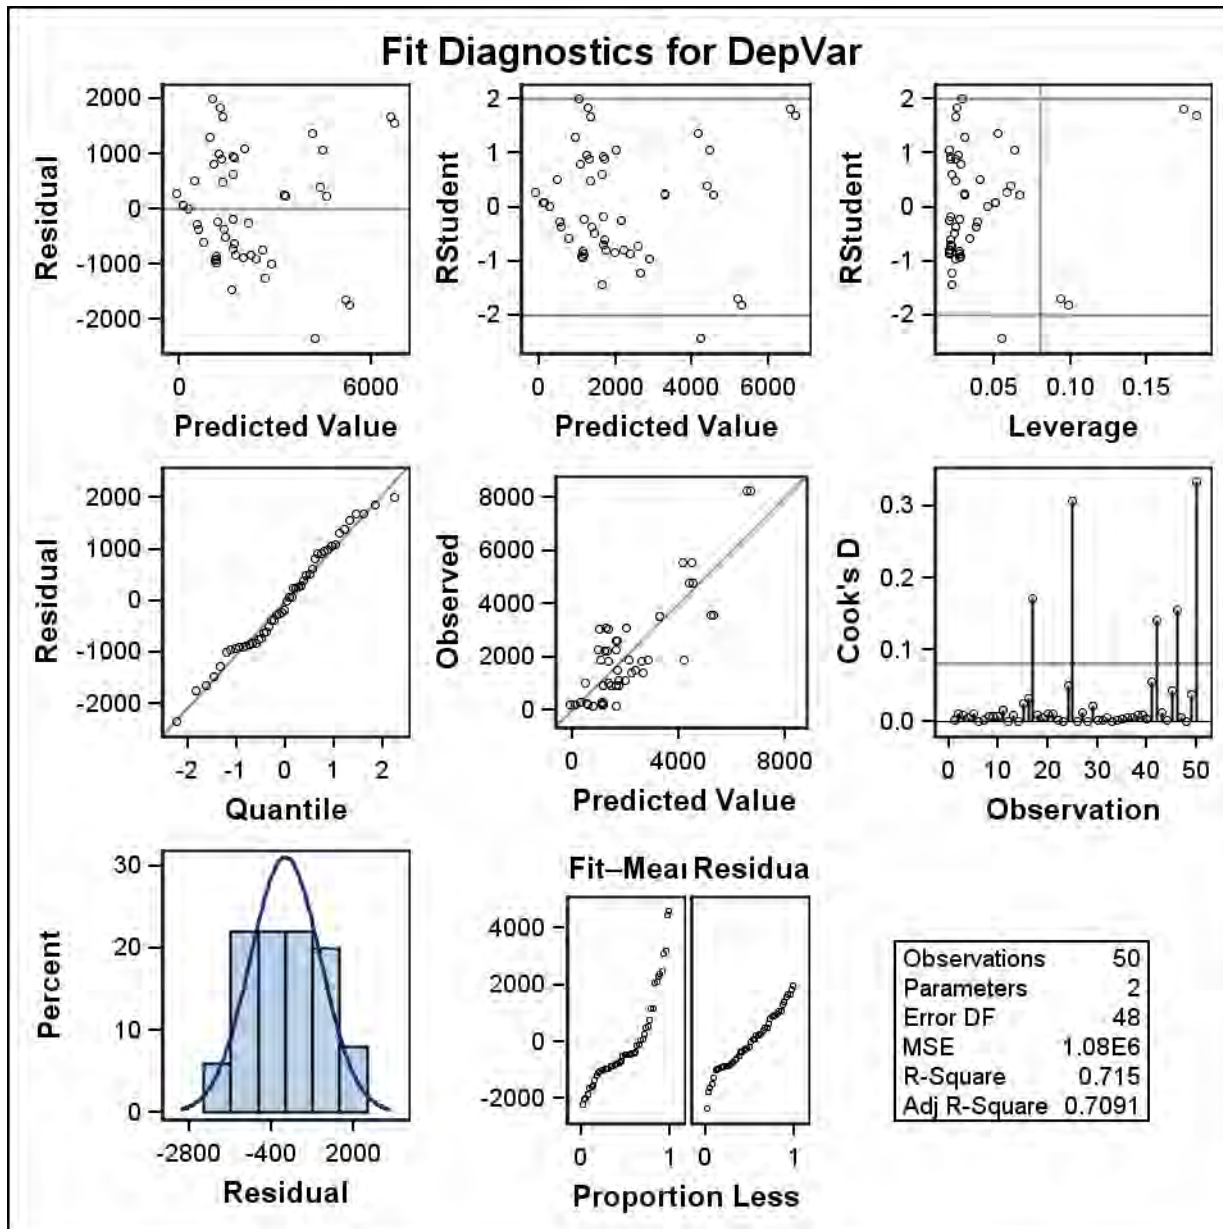 Fit Diagnostics for DepVar
Residual
2000
1000
0
-1000
-2000
0
6000
Predicted Value
RStudent
2
1
0
-1
-2
0
2000
4000
6000
Predicted Value
RStudent
2
1
0
-1
-2
0.05
0.10
0.15
Leverage
Residual
2000
1000
0
-1000
-2000
-2
-1
0
1
2
Quantile
Observed
8000
6000
4000
2000
0
0
4000
8000
Predicted Value
Cook's D
0.3
0.2
0.1
0.0
0
10
20
30
40
50
Observation
Percent
30
20
10
0
-2800
-400
2000
Residual
Fit–Mear
Residua
4000
2000
0
-2000
0
1
0
1
Proportion Less
Observations 50
Parameters 2
Error DF 48
MSE 1.08E6
R-Square 0.715
Adj R-Square 0.7091